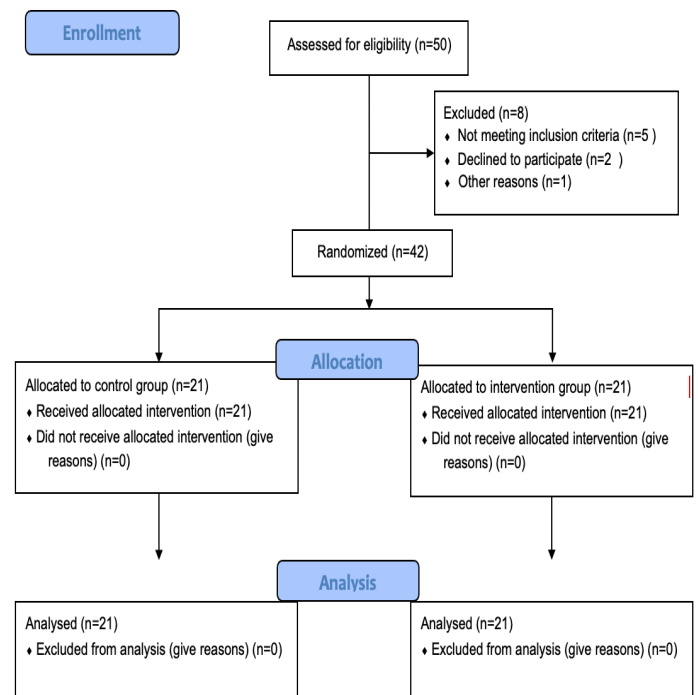 Enrollment
Assessed for eligibility (n=50)
Excluded (n=8)
♦ Not meeting inclusion criteria (n=5 )
♦ Declined to participate (n=2 )
♦ Other reasons (n=1)
Randomized (n=42)
Allocation
Allocated to control group (n=21)
♦ Received allocated intervention (n=21)
♦ Did not receive allocated intervention (give
reasons) (n=0)
Allocated to intervention group (n=21)
♦ Received allocated intervention (n=21)
♦ Did not receive allocated intervention (give
reasons) (n=0)
Analysis
Analysed (n=21)
♦ Excluded from analysis (give reasons) (n=0)
Analysed (n=21)
♦ Excluded from analysis (give reasons) (n=0)